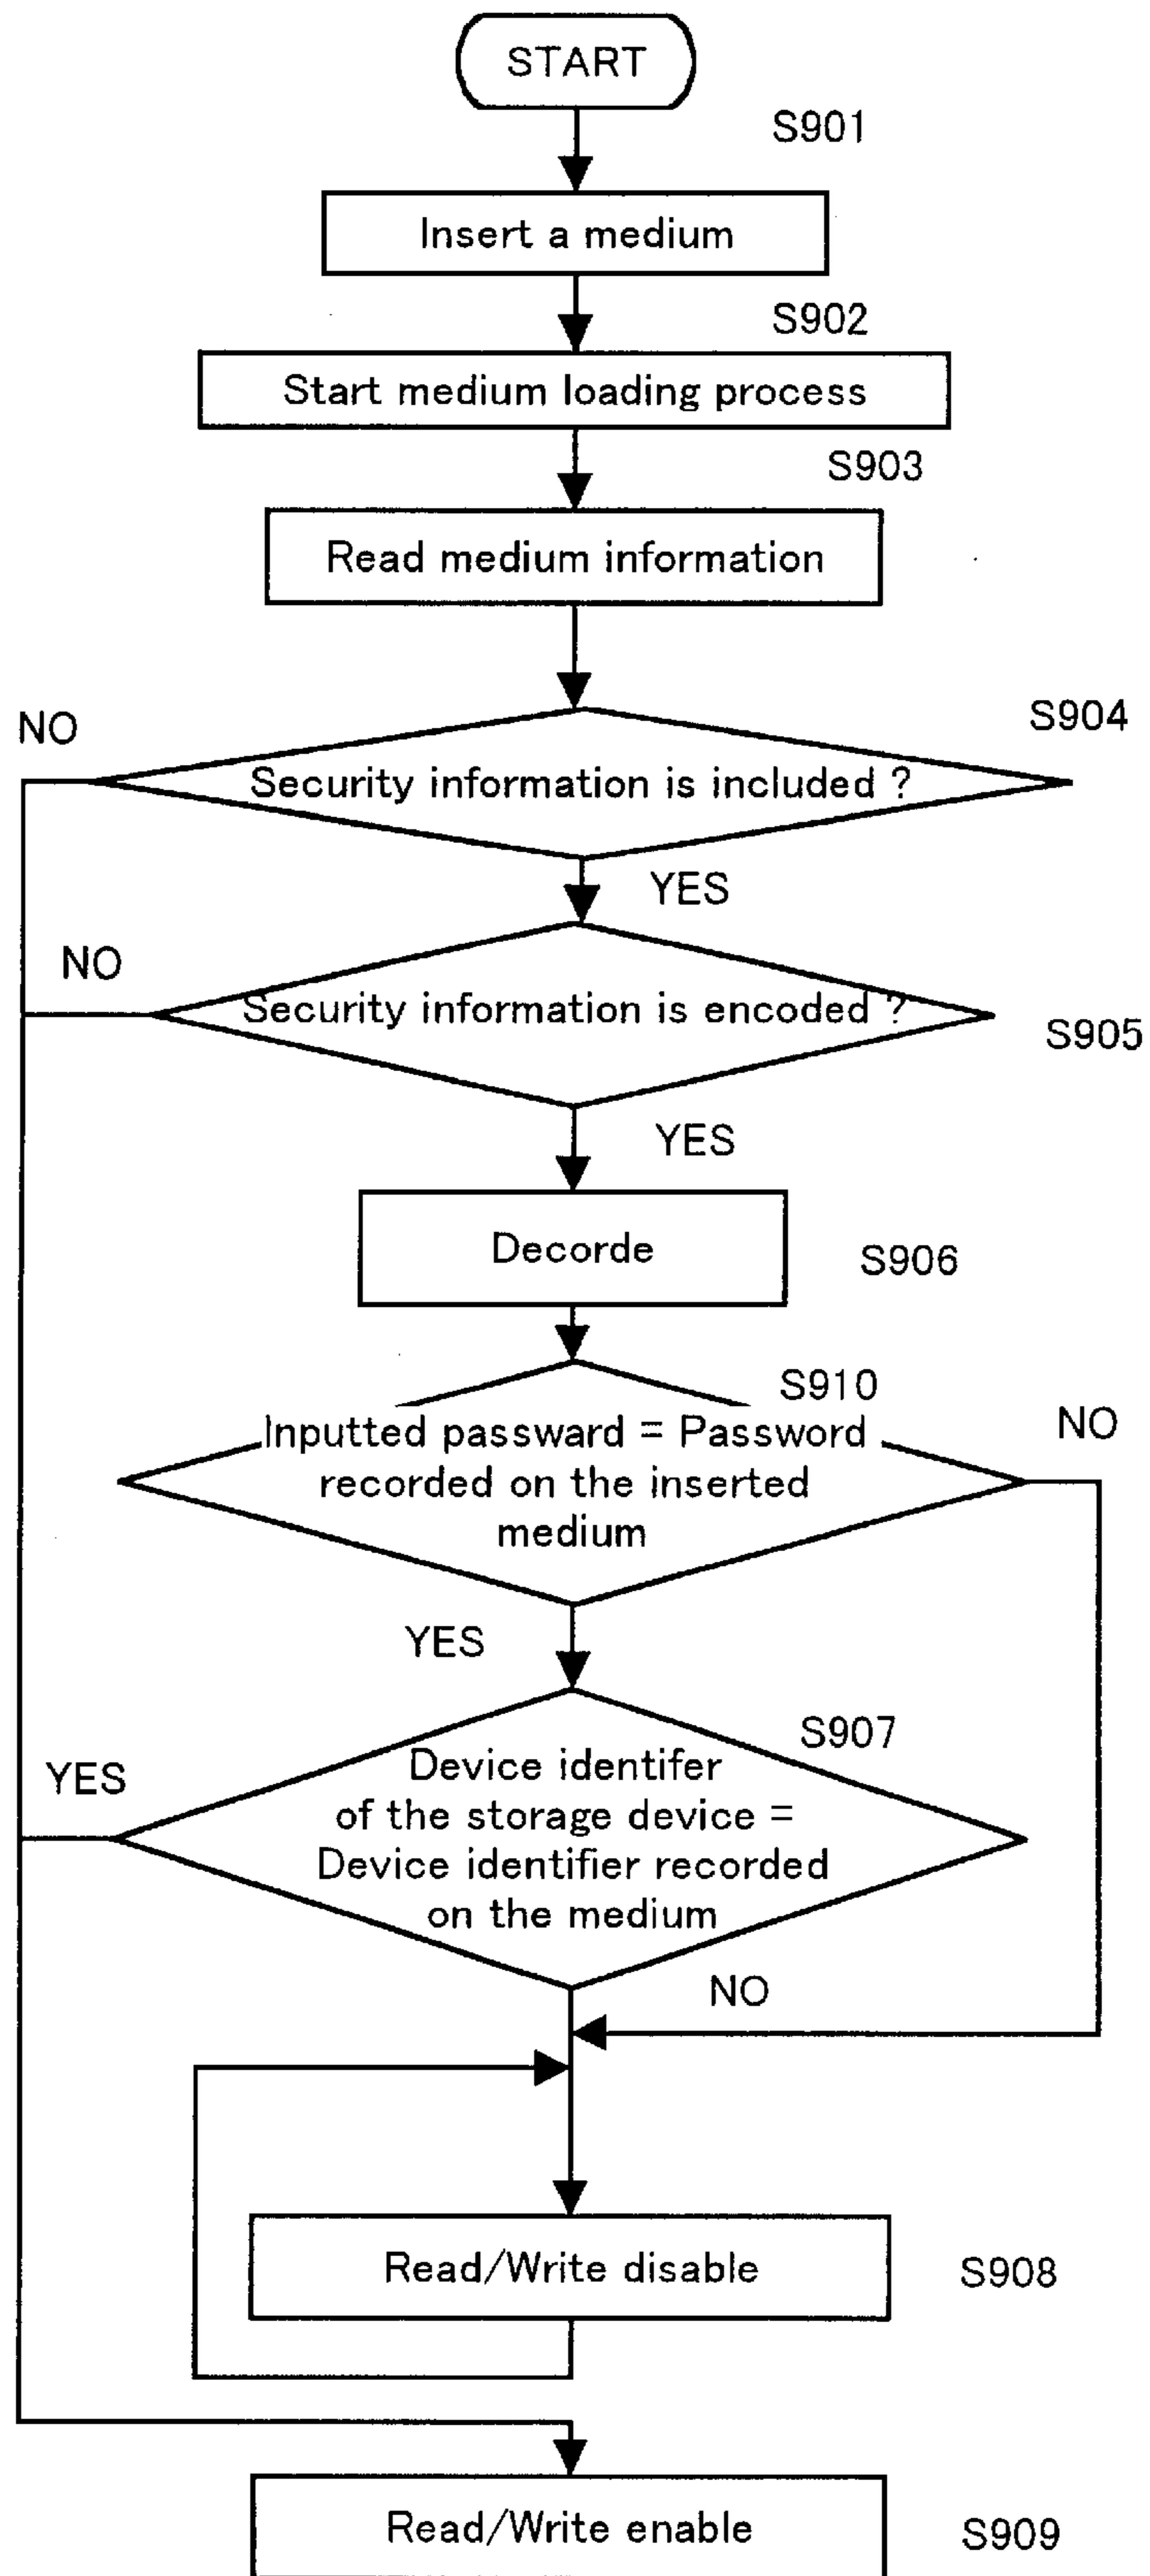 START
S901
Insert a medium
S902
Start medium loading process
S903
Read medium information
NO
S904
Security information is included ?
YES
NO
Security information is encoded ?
S905
YES
Decorde
S906
S910
Inputted passward = Password
NO
recorded on the inserted
medium
YES
S907
Device identifer
YES
of the storage device =
Device identifier recorded
on the medium
NO
Read/Write disable
S908
Read/Write enable
S909